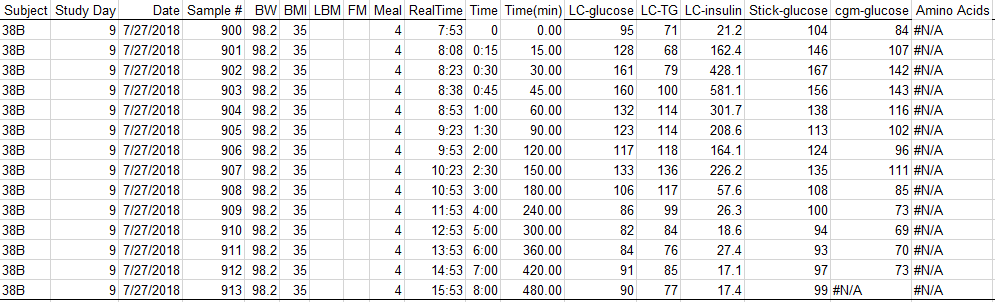 Subject Study Day Date Sample # BW BMI LBM FM Meal RealTime Time Time(min) LC-glucose LC-TG LC-insulin Stick-glucose cgm-glucose Amino Acids
38B 9 7/27/2018 900 98.2 35 4 7:53 0 0.00 95 71 21.2 104 84 #N/A
38B 9 7/27/2018 901 98.2 35 4 8:08 0:15 15.00 128 68 162.4 146 107 #N/A
38B 9 7/27/2018 902 98.2 35 4 8:23 0:30 30.00 161 79 428.1 167 142 #N/A
38B 9 7/27/2018 903 98.2 35 4 8:38 0:45 45.00 160 100 581.1 156 143 #N/A
38B 9 7/27/2018 904 98.2 35 4 8:53 1:00 60.00 132 114 301.7 138 116 #N/A
38B 9 7/27/2018 905 98.2 35 4 9:23 1:30 90.00 123 114 208.6 113 102 #N/A
38B 9 7/27/2018 906 98.2 35 4 9:53 2:00 120.00 117 118 164.1 124 96 #N/A
38B 9 7/27/2018 907 98.2 35 4 10:23 2:30 150.00 133 136 226.2 135 111 #N/A
38B 9 7/27/2018 908 98.2 35 4 10:53 3:00 180.00 106 117 57.6 108 85 #N/A
38B 9 7/27/2018 909 98.2 35 4 11:53 4:00 240.00 86 99 26.3 100 73 #N/A
38B 9 7/27/2018 910 98.2 35 4 12:53 5:00 300.00 82 84 18.6 94 69 #N/A
38B 9 7/27/2018 911 98.2 35 4 13:53 6:00 360.00 84 76 27.4 93 70 #N/A
38B 9 7/27/2018 912 98.2 35 4 14:53 7:00 420.00 91 85 17.1 97 73 #N/A
38B 9 7/27/2018 913 98.2 35 4 15:53 8:00 480.00 90 77 17.4 99 #N/A #N/A